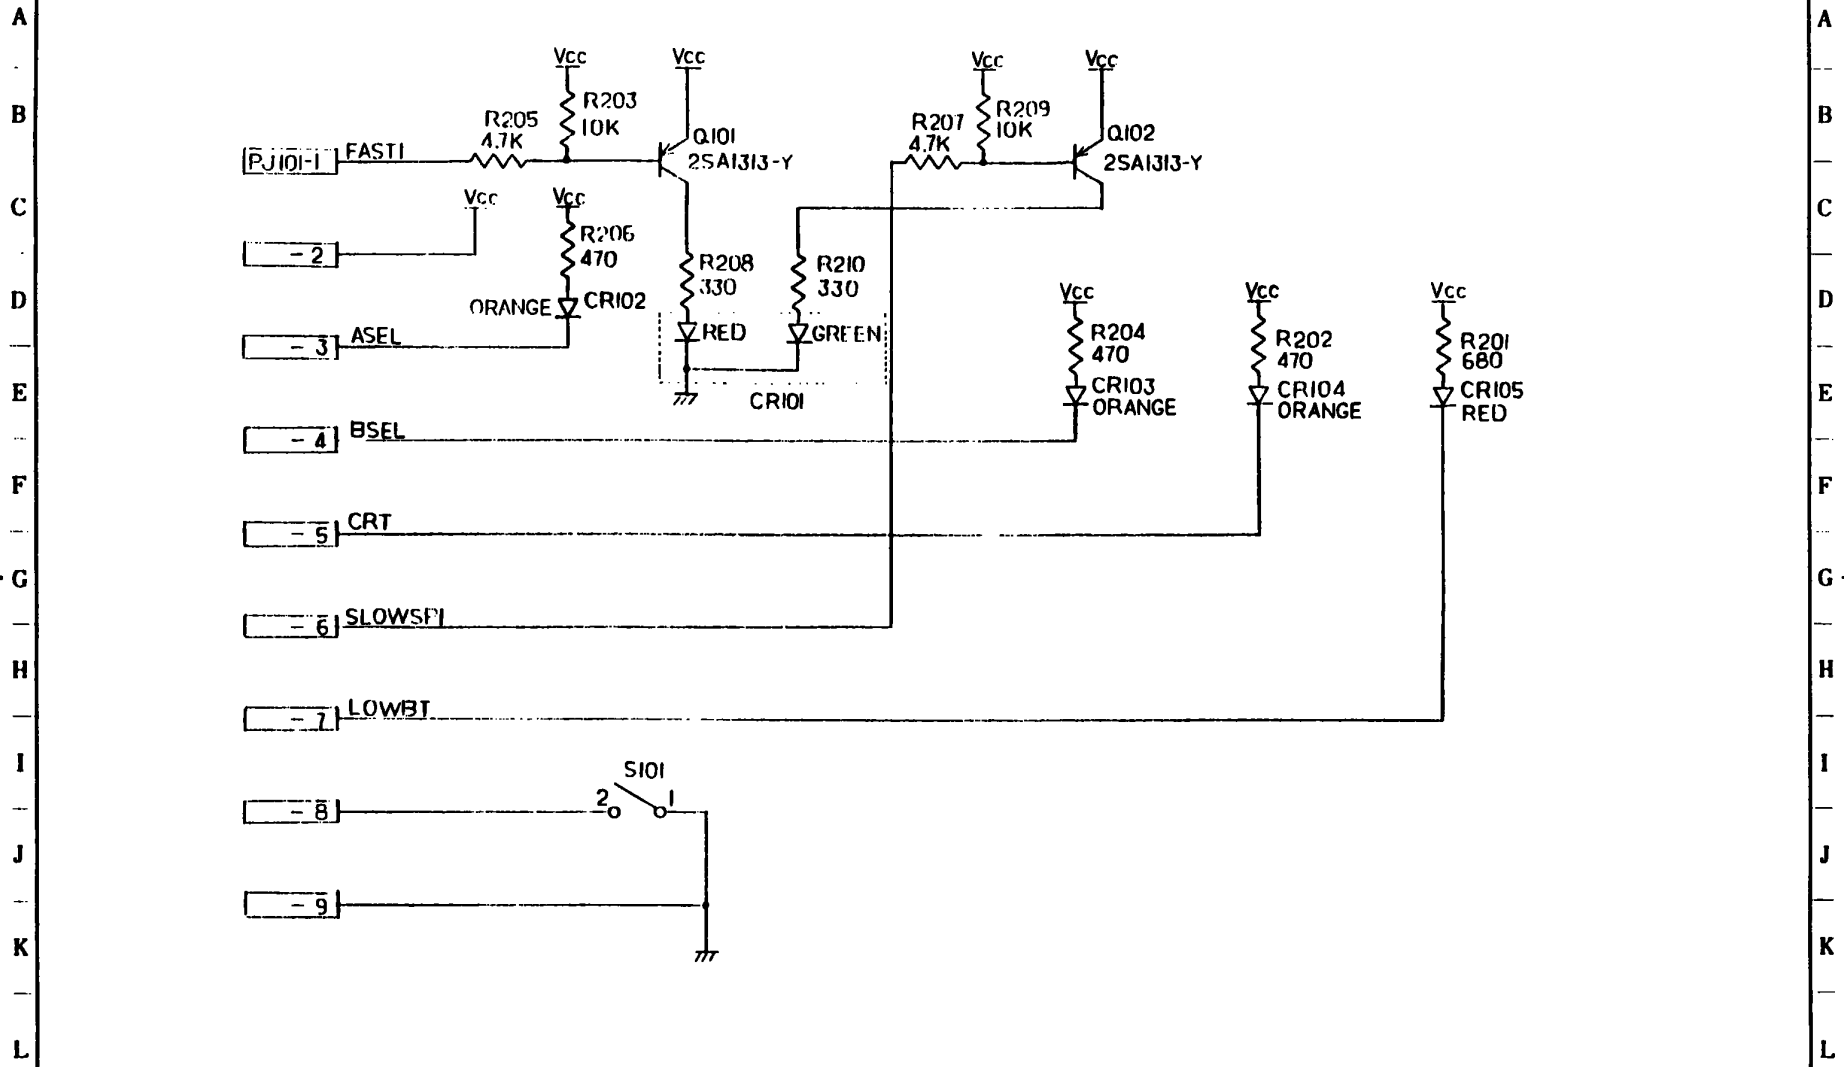 A A
Vcc Vcc Vcc Vcc
B B
R203
10K
R205
4.7K
Q101
2SA1313-Y
R209
10K
R207
4.7K
Q102
2SA1313-Y
PJ101-1 FAST1
C C
Vcc Vcc
-2
R206
470
ORANGE CR102
R208
330
R210
330
D D
Vcc Vcc Vcc
-3 ASEL
RED GREEN
CR101
R204
470
CR103
ORANGE
R202
470
CR104
ORANGE
R201
680
CR105
RED
E E
-4 BSEL
F F
-5 CRT
G G
-6
H H
-7 LOWBT
I I
S101
-8 2 1
J J
-9
K K
L L